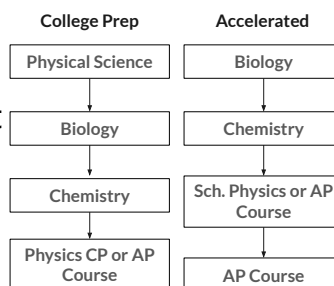 College Prep
Accelerated
Physical Science
Biology
Biology
Chemistry
Chemistry
Sch. Physics or AP
Course
Physics CP or AP
Course
AP Course